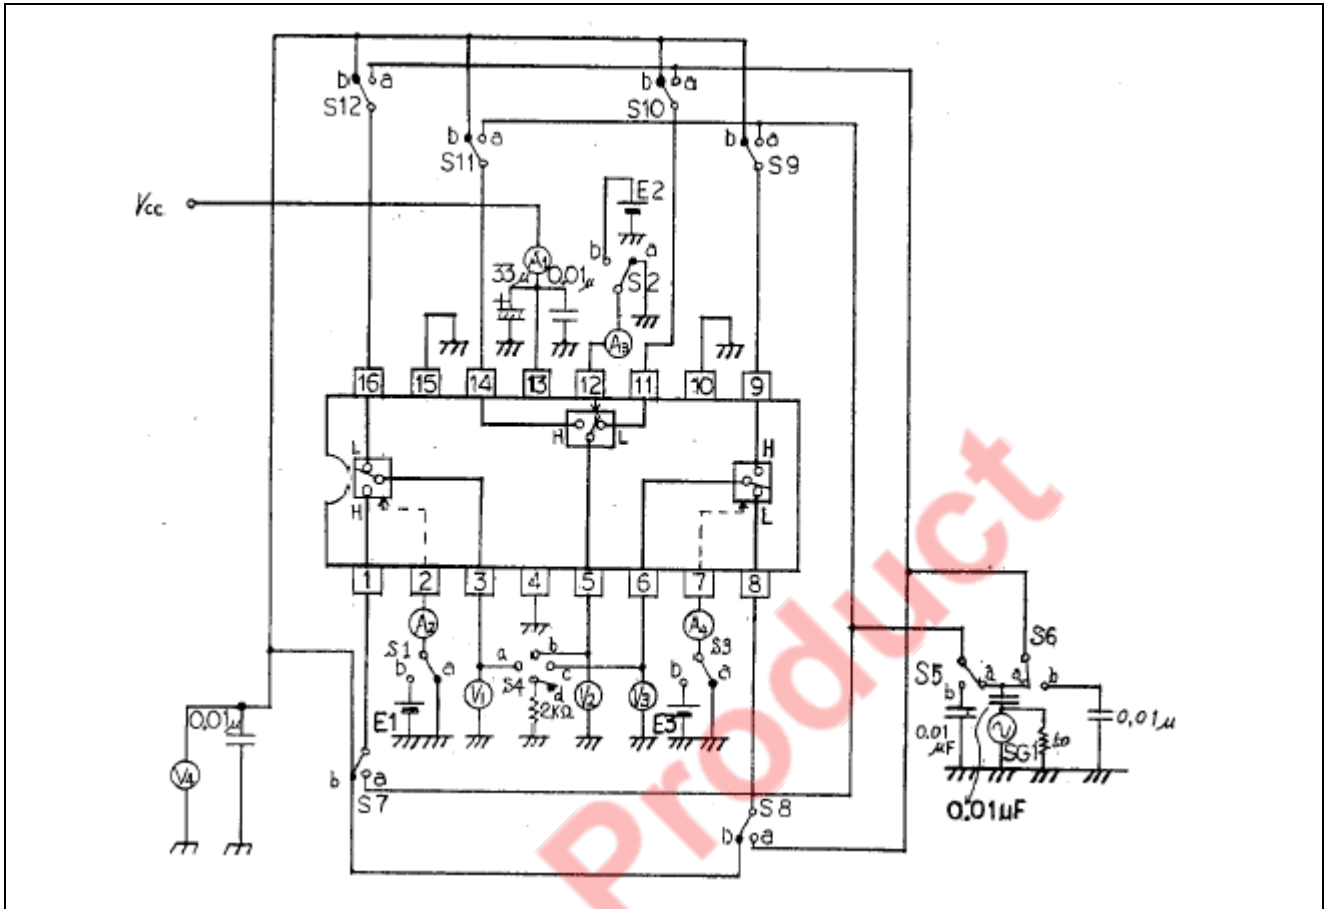 b a
b a
S12
S10
b a
b a
S11
S9
E2
Vcc
b a
A1
33μ
0.01μ
S2
+
A3
16 15 14 13 12 11 10 9
H L
L
H
H
L
1 2 3 4 5 6 7 8
A2
A4
S1
b
S3
S6
a
b a
c
b a
S5
a
a b
S4
d
V1
V2
V3
b
0.01μ
2KΩ
E1
E3
0.01
μF
SG1
0.01μ
V4
b a
S7
S8
0.01μF
b a
Product